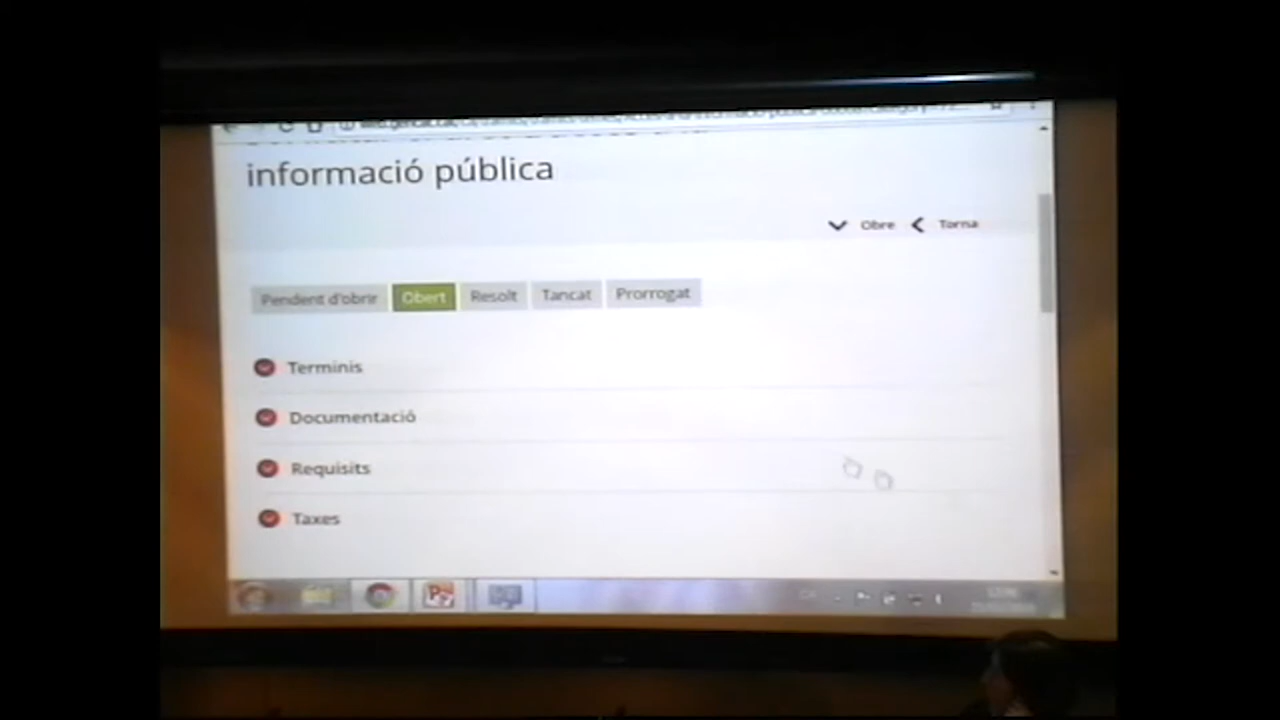 informació pública
Obre Torna
Pendent d'obrir Obert Resolt Tancat Prorrogat
Terminis
Documentació
Requisits
Taxes